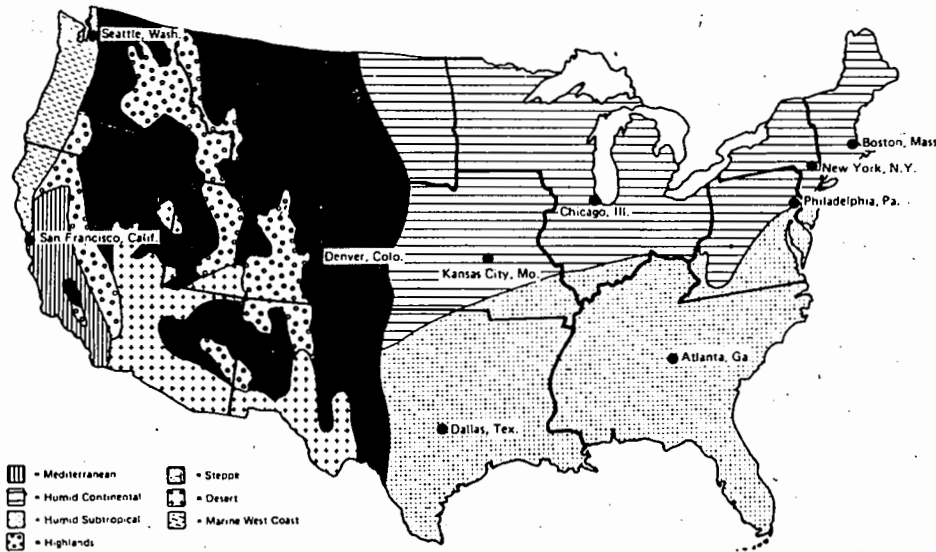 Seattle, Wash.
Boston, Mass
New York, N.Y.
Philadelphia, Pa.
Chicago, Ill.
San Francisco, Calif.
Denver, Colo.
Kansas City, Mo.
Atlanta, Ga
Dallas, Tex.
= Mediterranean
= Humid Continental
= Humid Subtropical
= Highlands
= Steppe
= Desert
= Marine West Coast